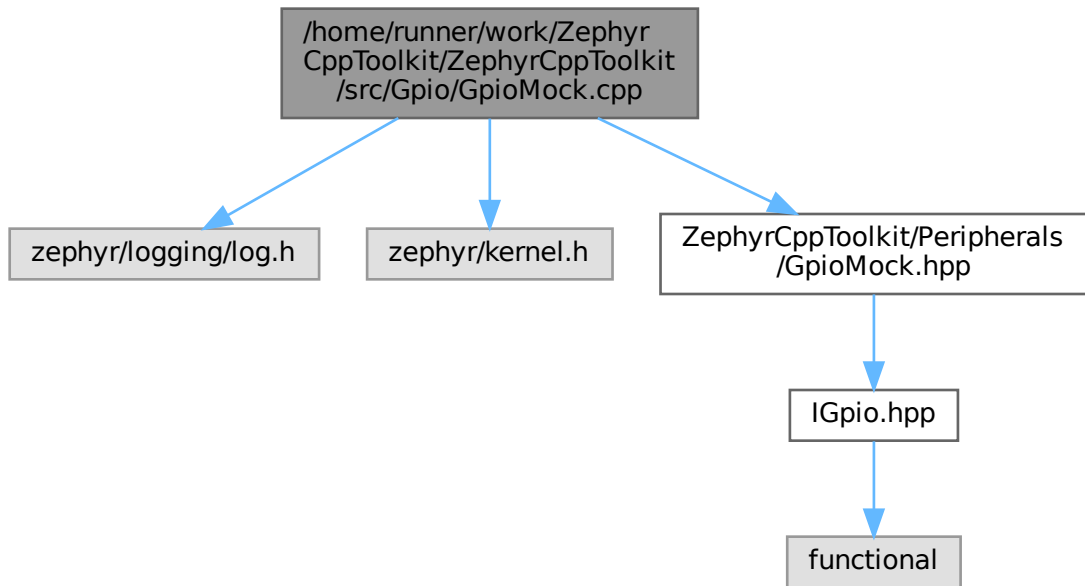 /home/runner/work/Zephyr
CppToolkit/ZephyrCppToolkit
/src/Gpio/GpioMock.cpp
zephyr/logging/log.h
zephyr/kernel.h
ZephyrCppToolkit/Peripherals
/GpioMock.hpp
IGpio.hpp
functional